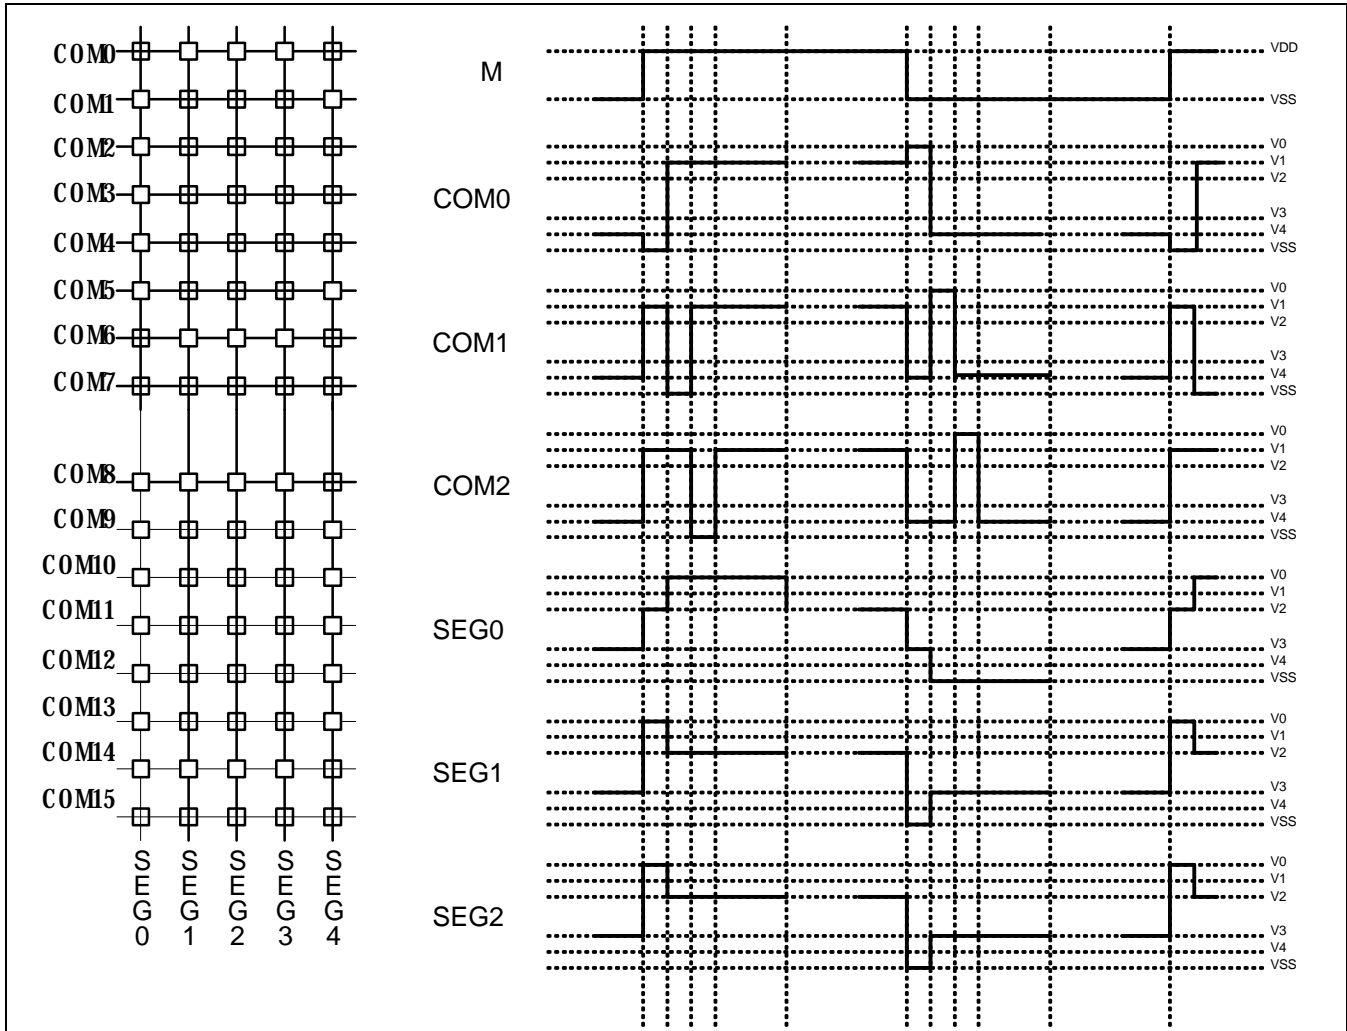 COM0
COM1
COM2
COM3
COM4
COM5
COM6
COM7
COM8
COM9
COM10
COM11
COM12
COM13
COM14
COM15
SEG0
SEG1
SEG2
SEG3
SEG4
M
VDD
VSS
COM0
V0
V1
V2
V3
V4
VSS
COM1
V0
V1
V2
V3
V4
VSS
COM2
V0
V1
V2
V3
V4
VSS
SEG0
V0
V1
V2
V3
V4
VSS
SEG1
V0
V1
V2
V3
V4
VSS
SEG2
V0
V1
V2
V3
V4
VSS